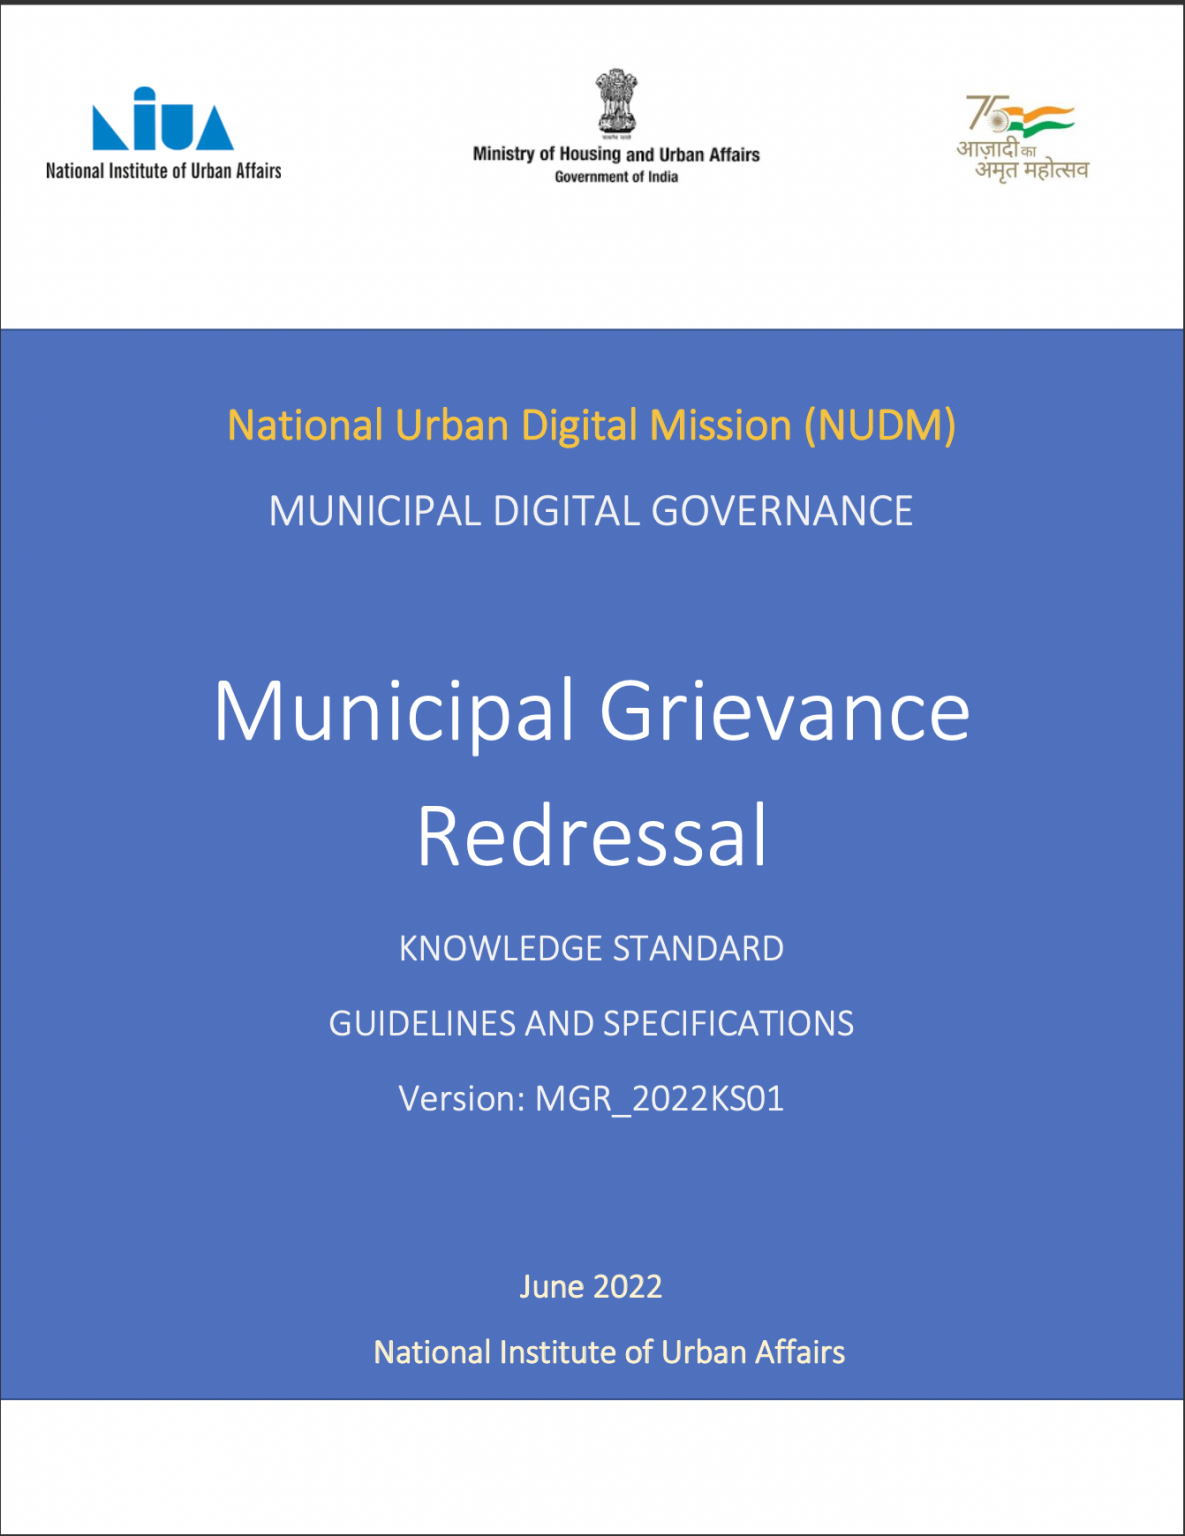 NIUA
National Institute of Urban Affairs
Ministry of Housing and Urban Affairs
Government of India
75
आज़ादी का
अमृत महोत्सव
National Urban Digital Mission (NUDM)
MUNICIPAL DIGITAL GOVERNANCE
Municipal Grievance
Redressal
KNOWLEDGE STANDARD
GUIDELINES AND SPECIFICATIONS
Version: MGR_2022KS01
June 2022
National Institute of Urban Affairs